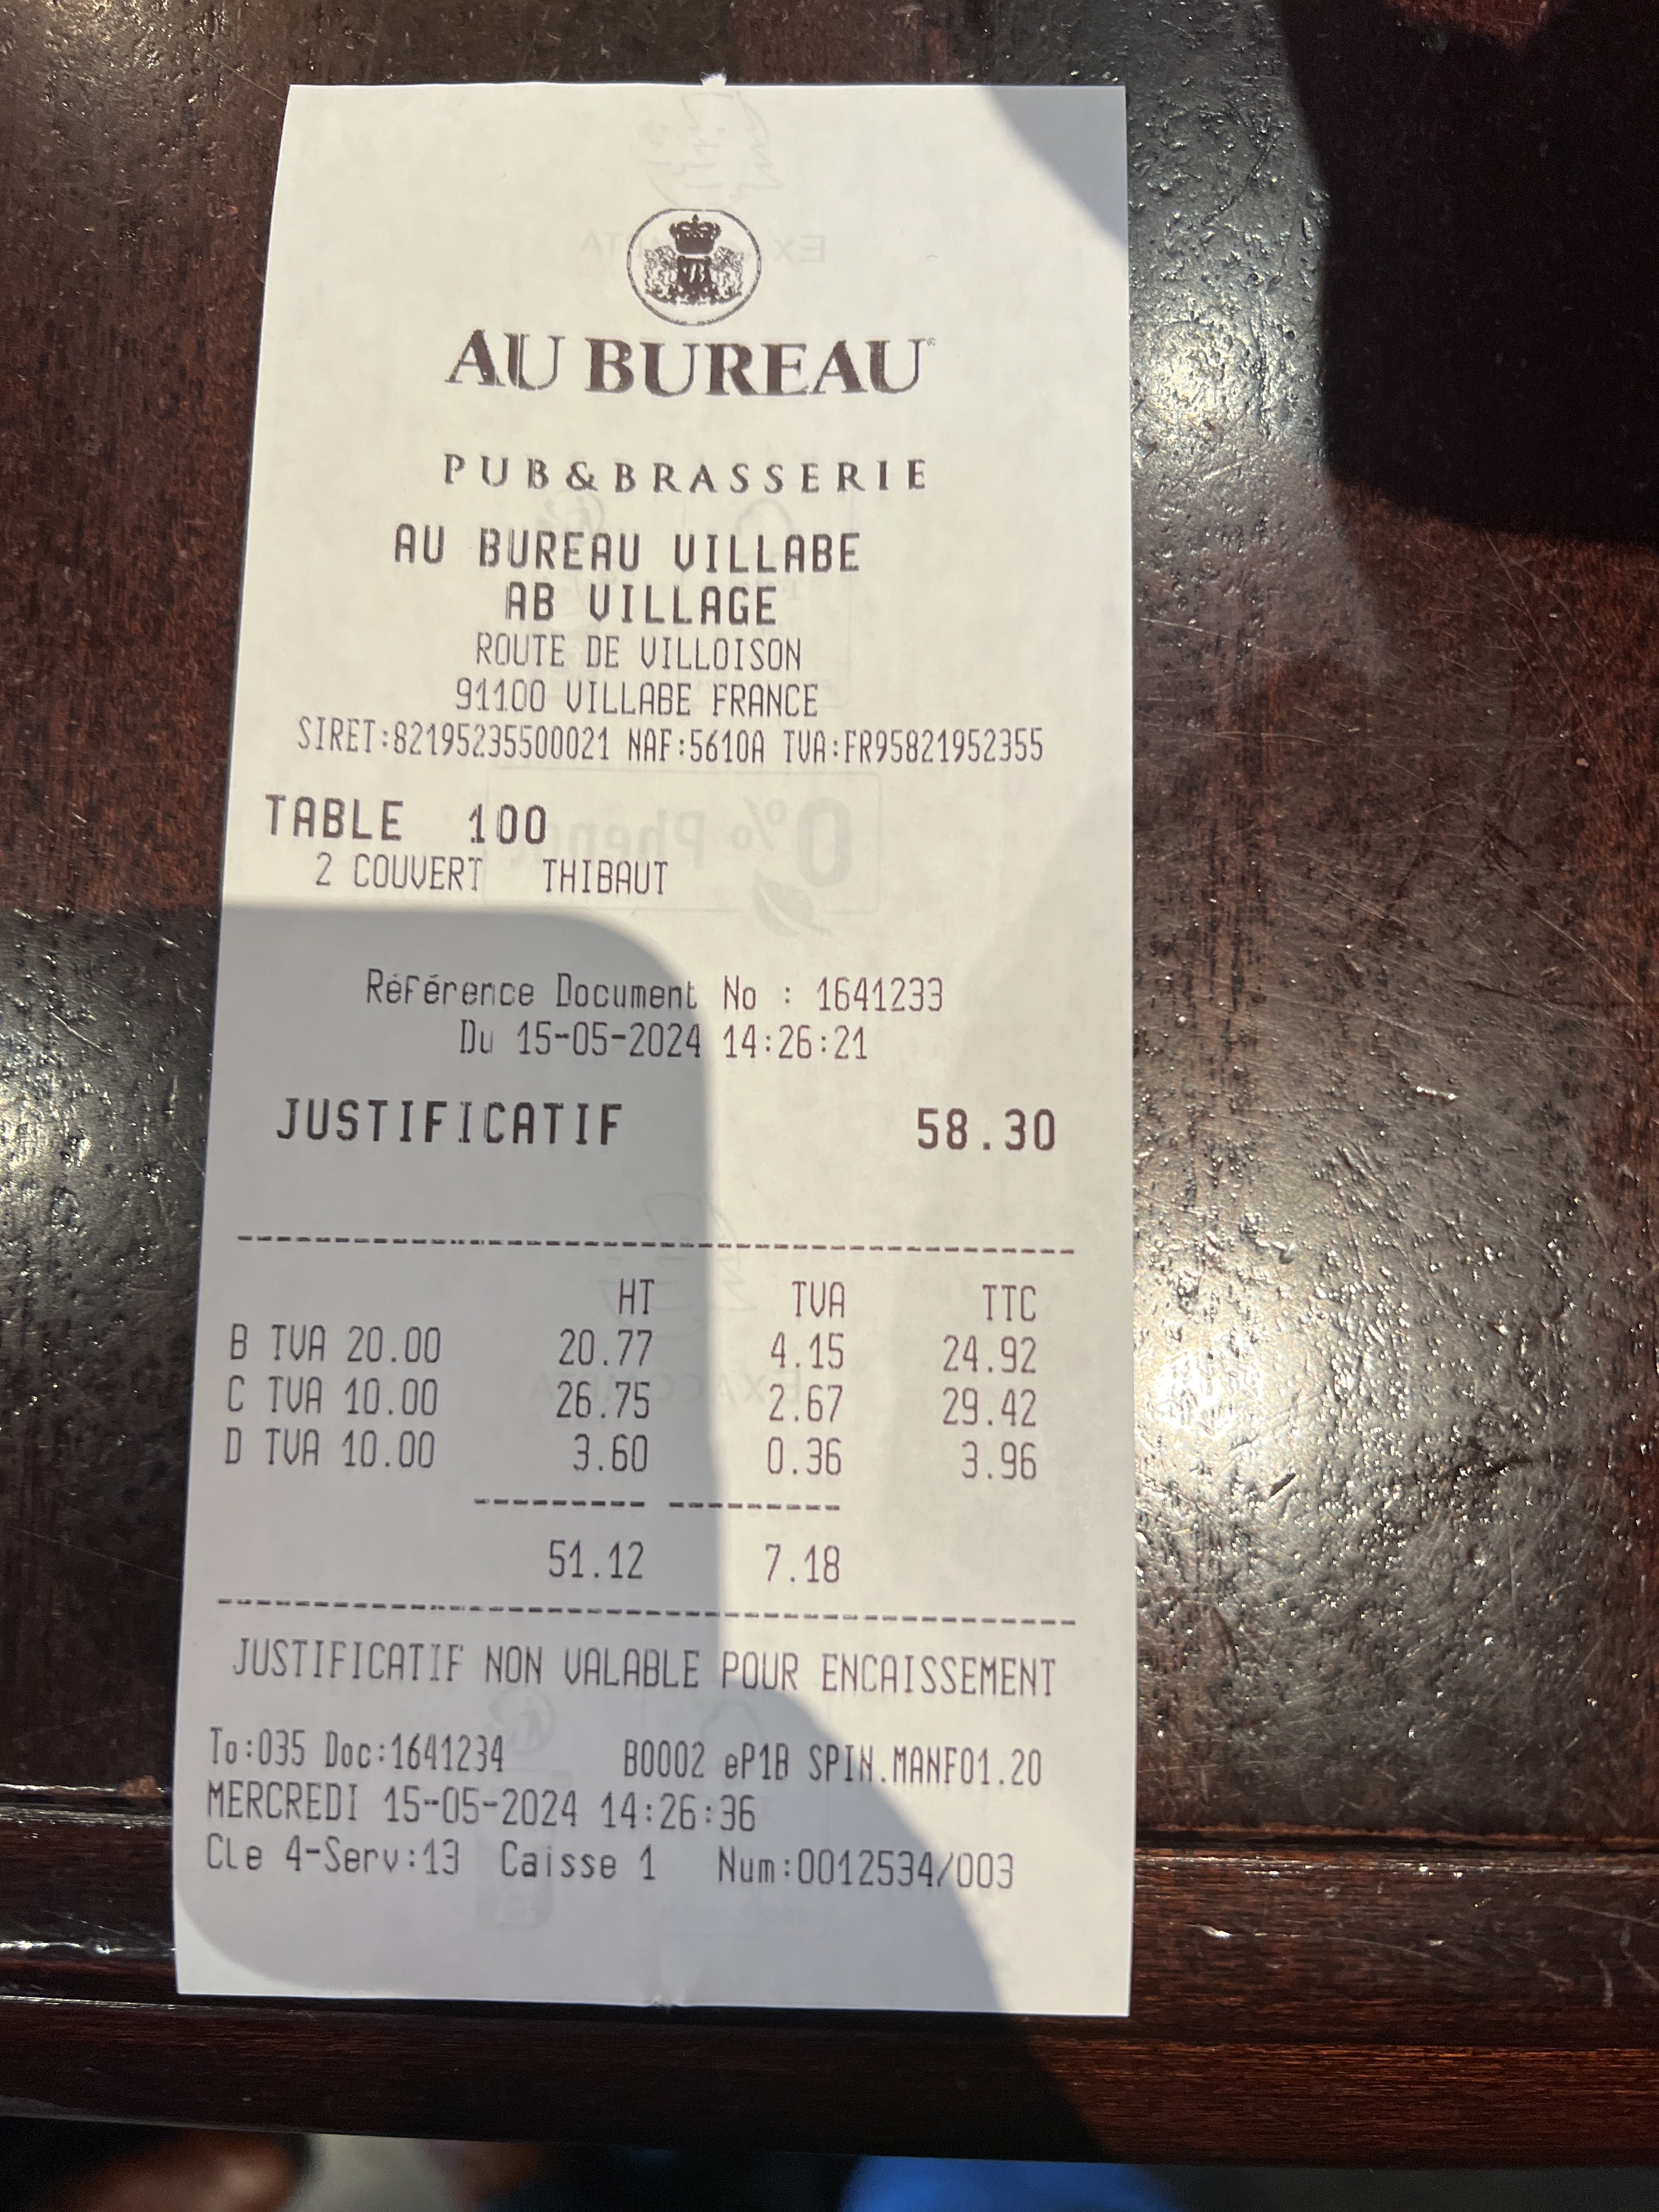 AU BUREAU
PUB&BRASSERIE
AU BUREAU VILLABE
AB VILLAGE
ROUTE DE VILLOISON
91100 VILLABE FRANCE
SIRET:82195235500021 NAF:5610A TVA:FR95821952355
TABLE 100
2 COUVERT THIBAUT
Référence Document No : 1641233
Du 15-05-2024 14:26:21
JUSTIFICATIF 58.30
HT TVA TTC
B TVA 20.00 20.77 4.15 24.92
C TVA 10.00 26.75 2.67 29.42
D TVA 10.00 3.60 0.36 3.96
51.12 7.18
JUSTIFICATIF NON VALABLE POUR ENCAISSEMENT
To:035 Doc:1641234 B0002 eP1B SPIN.MANF01.20
MERCREDI 15-05-2024 14:26:36
Cle 4-Serv:13 Caisse 1 Num:0012534/003